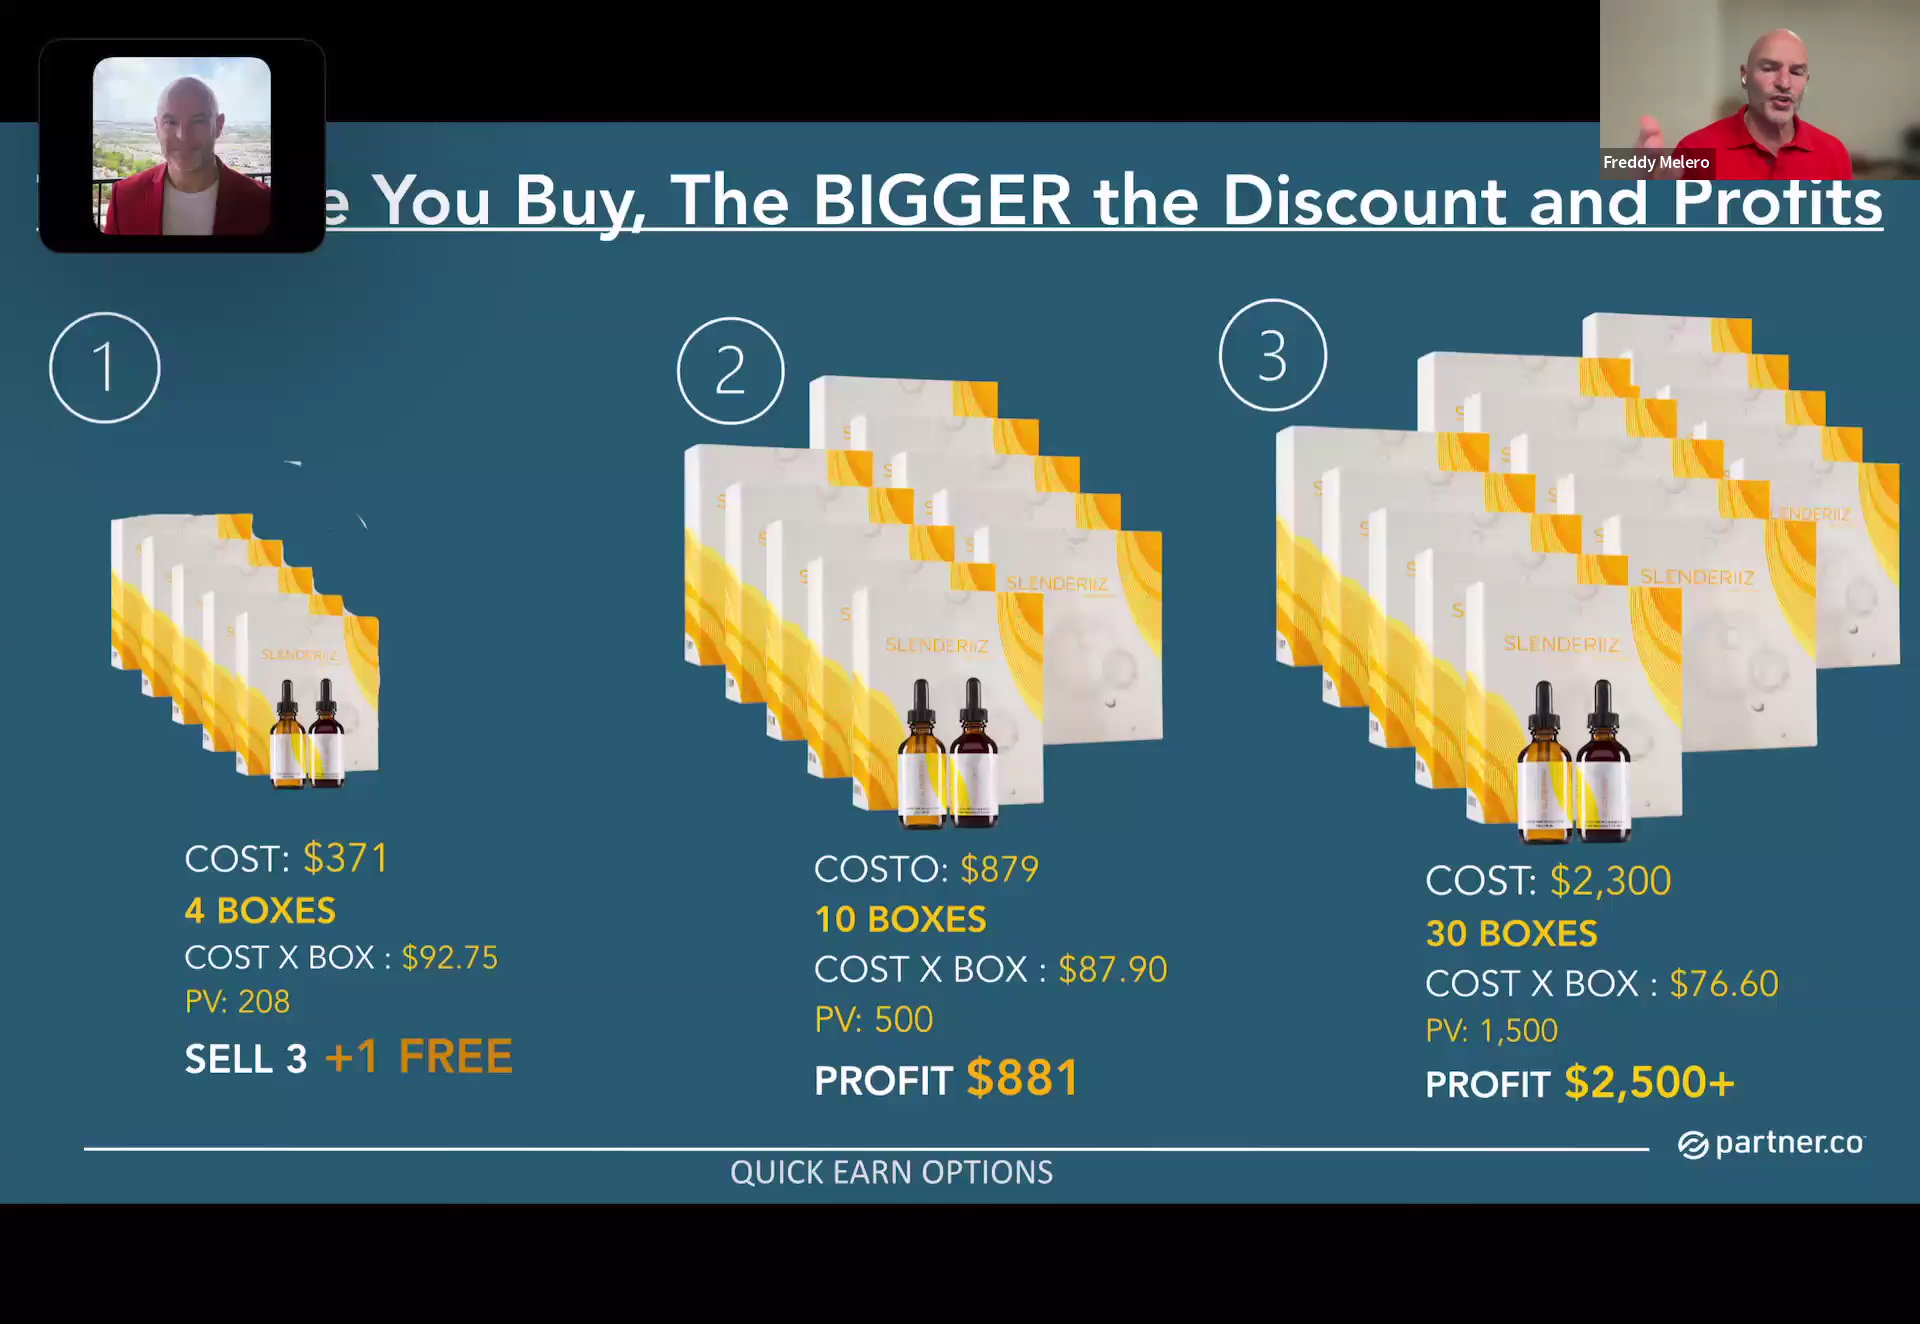 Freddy Melero
e You Buy, The BIGGER the Discount and Profits
1
2
3
SLENDERIIZ
SLENDERIIZ
SLENDERIIZ
SLENDERIIZ
SLENDERIIZ
LENDERIIZ
COST: $371
4 BOXES
COST X BOX : $92.75
PV: 208
SELL 3 +1 FREE
COSTO: $879
10 BOXES
COST X BOX : $87.90
PV: 500
PROFIT $881
COST: $2,300
30 BOXES
COST X BOX : $76.60
PV: 1,500
PROFIT $2,500+
partner.co
QUICK EARN OPTIONS